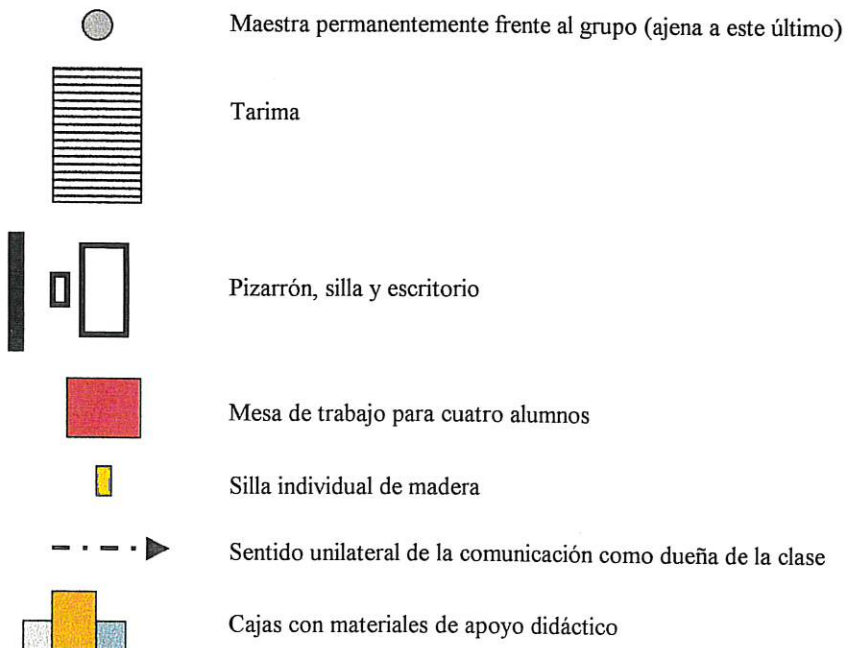 Maestra permanentemente frente al grupo (ajena a este último)
Tarima
Pizarrón, silla y escritorio
Mesa de trabajo para cuatro alumnos
Silla individual de madera
Sentido unilateral de la comunicación como dueña de la clase
Cajas con materiales de apoyo didáctico